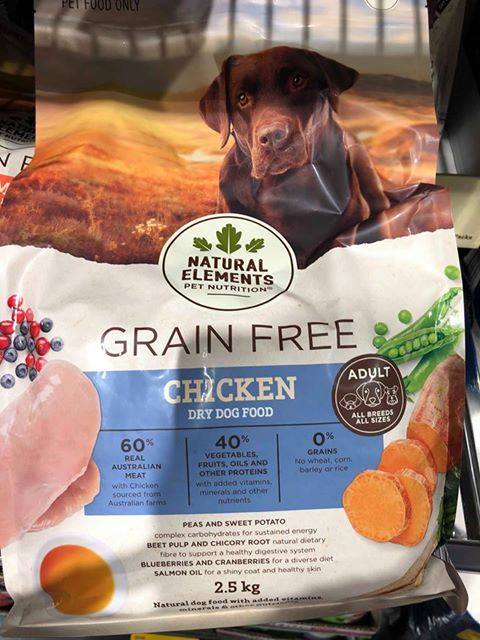 PET FOOD ONLY
NATURAL
ELEMENTS
PET NUTRITION
GRAIN FREE
CHICKEN
DRY DOG FOOD
ADULT
ALL BREEDS
ALL SIZES
60%
REAL
AUSTRALIAN
MEAT
with Chicken
sourced from
Australian farms
40%
VEGETABLES,
FRUITS, OILS AND
OTHER PROTEINS
with added vitamins,
minerals and other
nutrients
0%
GRAINS
No wheat, corn,
barley or rice
PEAS AND SWEET POTATO
complex carbohydrates for sustained energy
BEET PULP AND CHICORY ROOT natural dietary
fibre to support a healthy digestive system
BLUEBERRIES AND CRANBERRIES for a diverse diet
SALMON OIL for a shiny coat and healthy skin
2.5 kg
Natural dog food with added vitamins,
minerals & other nutrients